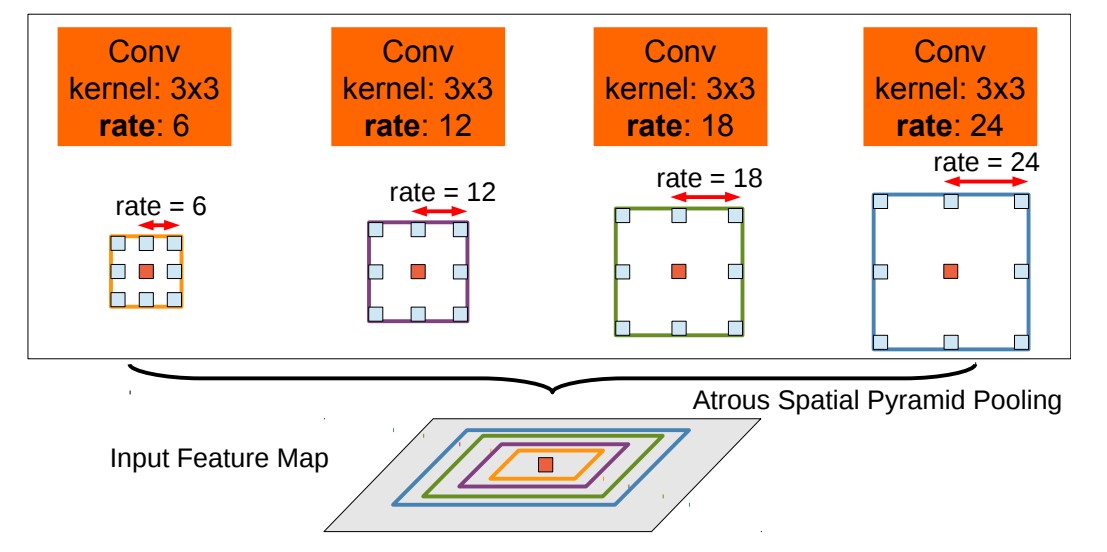 Conv
kernel: 3x3
rate: 6
Conv
kernel: 3x3
rate: 12
Conv
kernel: 3x3
rate: 18
Conv
kernel: 3x3
rate: 24
rate = 6
rate = 12
rate = 18
rate = 24
Atrous Spatial Pyramid Pooling
Input Feature Map